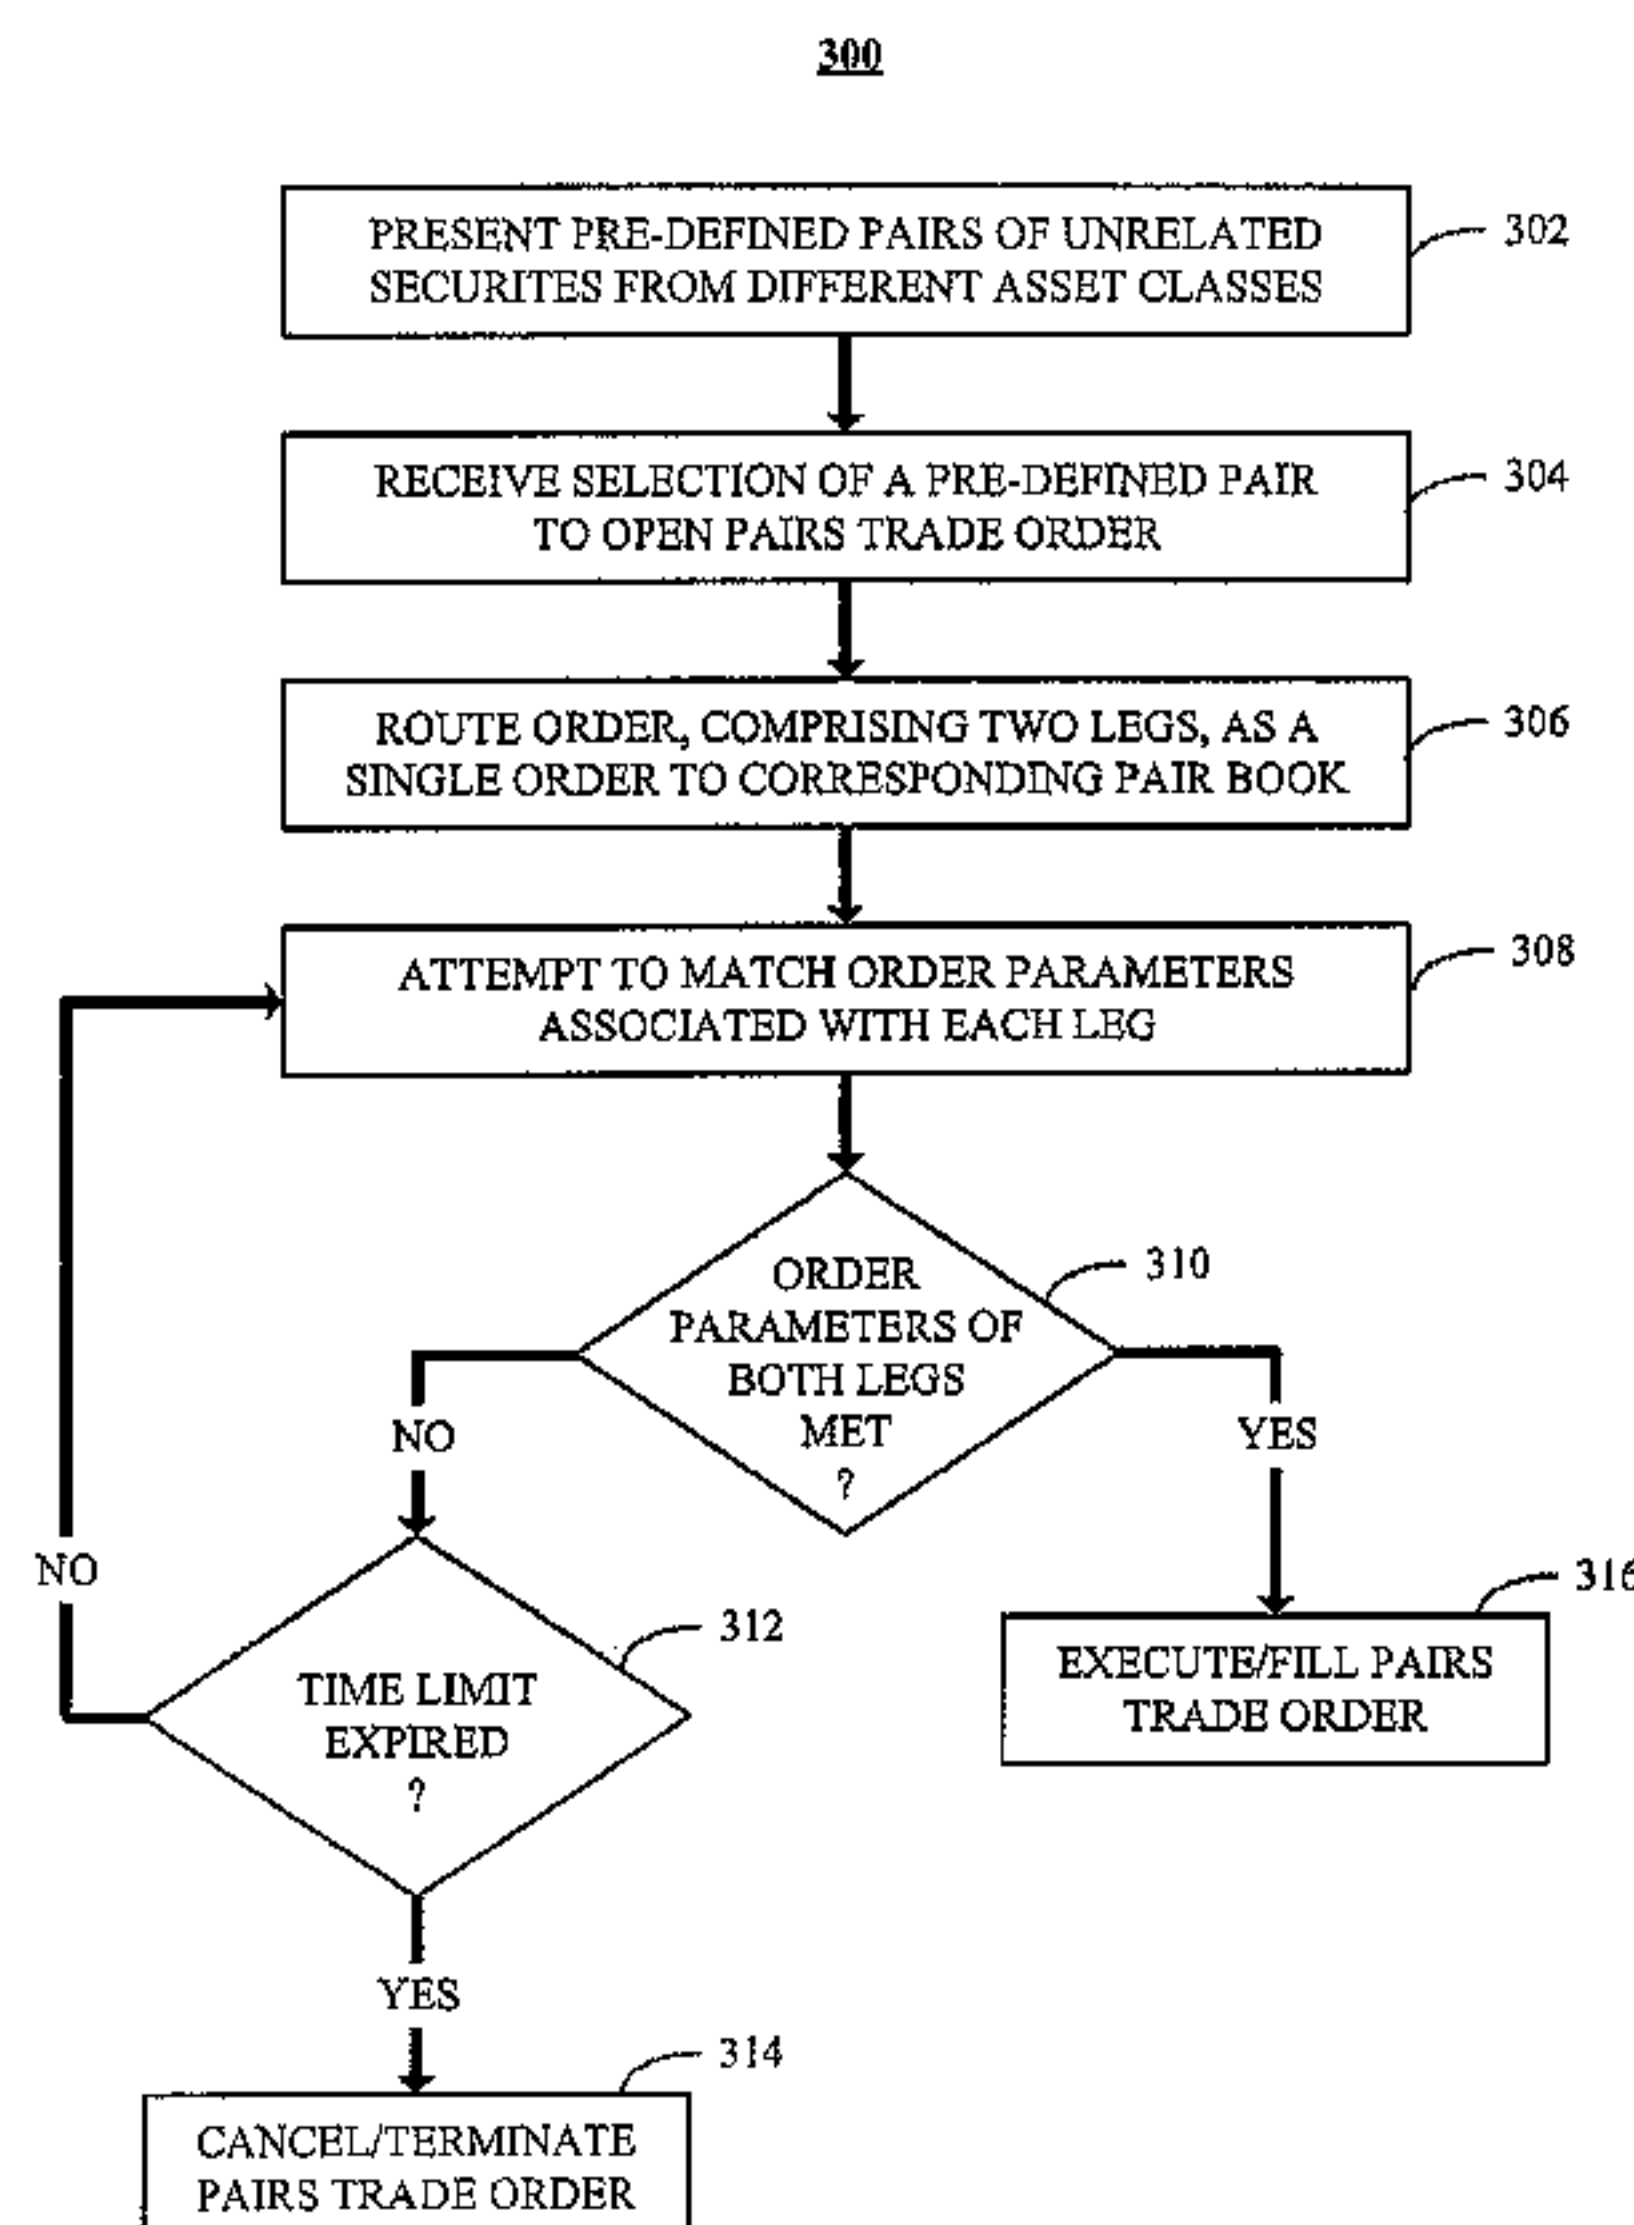 300
PRESENT PRE-DEFINED PAIRS OF UNRELATED
SECURITES FROM DIFFERENT ASSET CLASSES
302
RECEIVE SELECTION OF A PRE-DEFINED PAIR
TO OPEN PAIRS TRADE ORDER
304
ROUTE ORDER, COMPRISING TWO LEGS, AS A
SINGLE ORDER TO CORRESPONDING PAIR BOOK
306
ATTEMPT TO MATCH ORDER PARAMETERS
ASSOCIATED WITH EACH LEG
308
ORDER
PARAMETERS OF
BOTH LEGS
MET
?
310
NO
YES
NO
TIME LIMIT
EXPIRED
?
312
316
EXECUTE/FILL PAIRS
TRADE ORDER
YES
314
CANCEL/TERMINATE
PAIRS TRADE ORDER